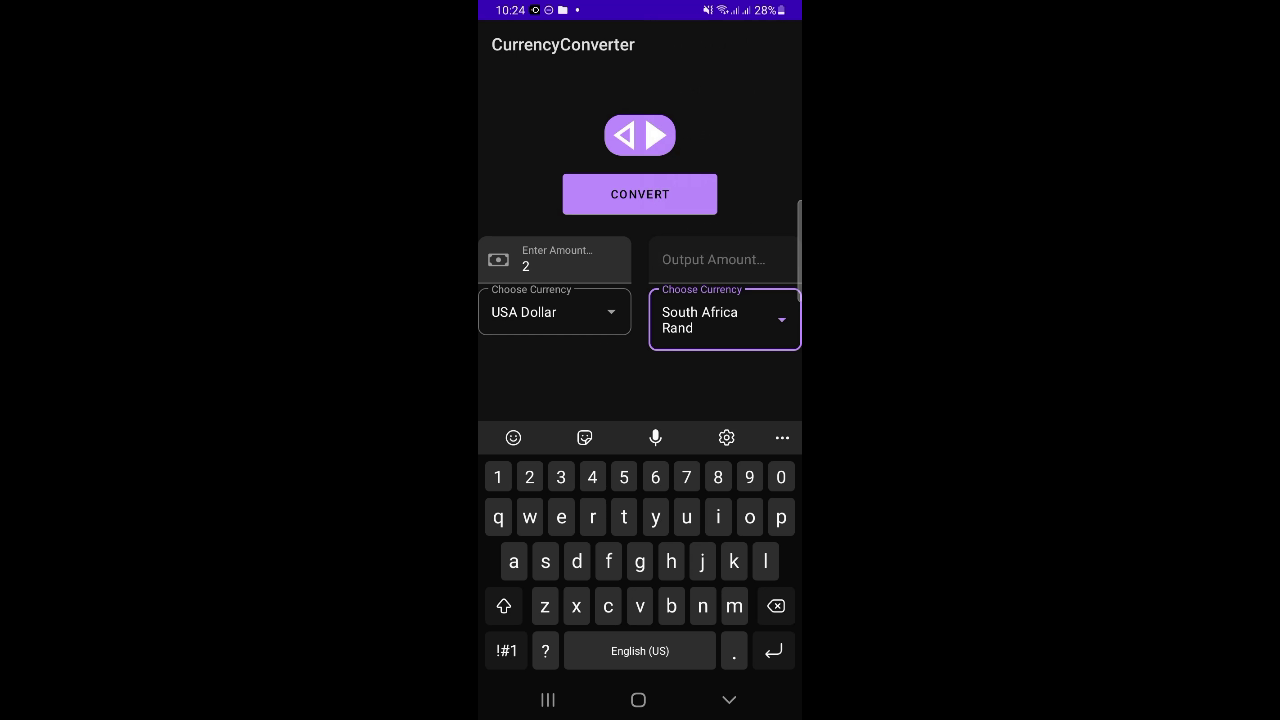 10:24 28%
CurrencyConverter
CONVERT
Enter Amount...
2
Output Amount...
Choose Currency
USA Dollar
Choose Currency
South Africa
Rand
1 2 3 4 5 6 7 8 9 0
q w e r t y u i o p
a s d f g h j k l
z x c v b n m
!#1 ? English (US) .